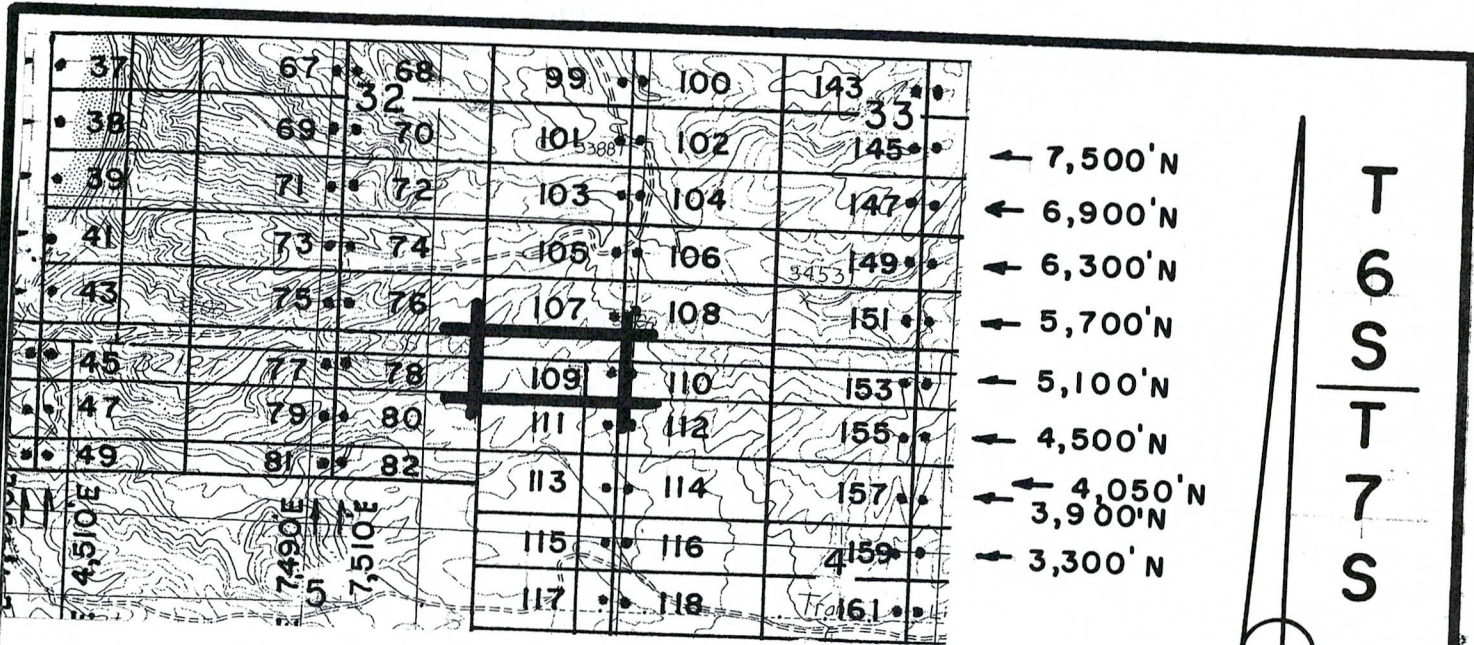 37 67 68 99 100 143
32 33
38 69 70 101 3388 102 145 7,500'N
39 71 72 103 104 147 6,900'N
41 73 74 105 106 3453 149 6,300'N
43 75 76 107 108 151 5,700'N
45 77 78 109 110 153 5,100'N
47 79 80 111 112 155 4,500'N
49 81 82 113 114 157 4,050'N
3,900'N
4,510'E 7,490'E 7,510'E 115 116 4 159 3,300'N
5 117 118 161
T
6
S
T
7
S